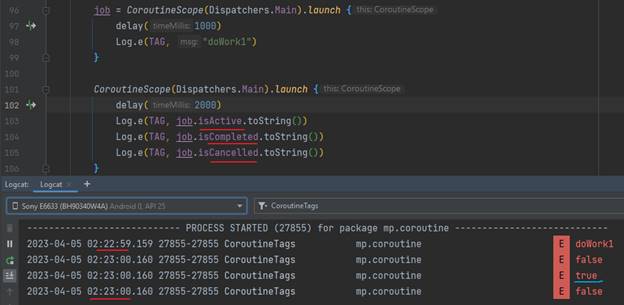 96 job = CoroutineScope(Dispatchers.Main).launch { this: CoroutineScope
97 delay( timeMillis: 1000)
98 Log.e(TAG, msg: "doWork1")
99 }
100
101 CoroutineScope(Dispatchers.Main).launch { this: CoroutineScope
102 delay( timeMillis: 2000)
103 Log.e(TAG, job.isActive.toString())
104 Log.e(TAG, job.isCompleted.toString())
105 Log.e(TAG, job.isCancelled.toString())
106 }
Logcat: Logcat × +
Sony E6633 (BH90340W4A) Android 0, API 25 CoroutineTags
--------------------------- PROCESS STARTED (27855) for package mp.coroutine ---------------------------
2023-04-05 02:22:59.159 27855-27855 CoroutineTags mp.coroutine E doWork1
2023-04-05 02:23:00.160 27855-27855 CoroutineTags mp.coroutine E false
2023-04-05 02:23:00.160 27855-27855 CoroutineTags mp.coroutine E true
2023-04-05 02:23:00.160 27855-27855 CoroutineTags mp.coroutine E false